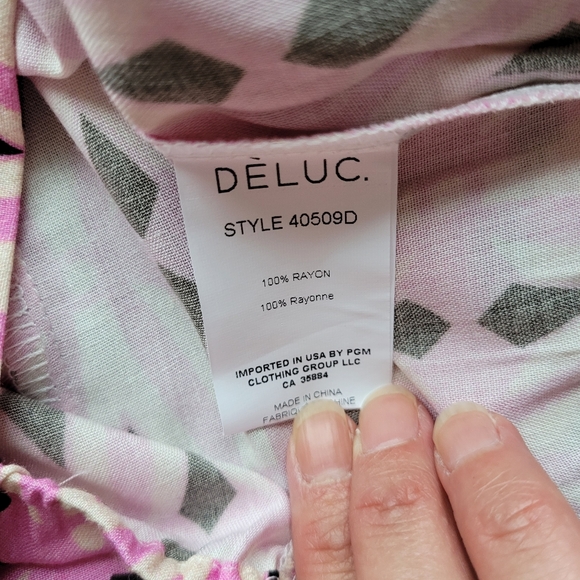 DÈLUC.
STYLE 40509D
100% RAYON
100% Rayonne
IMPORTED IN USA BY PGM
CLOTHING GROUP LLC
CA 35884
MADE IN CHINA